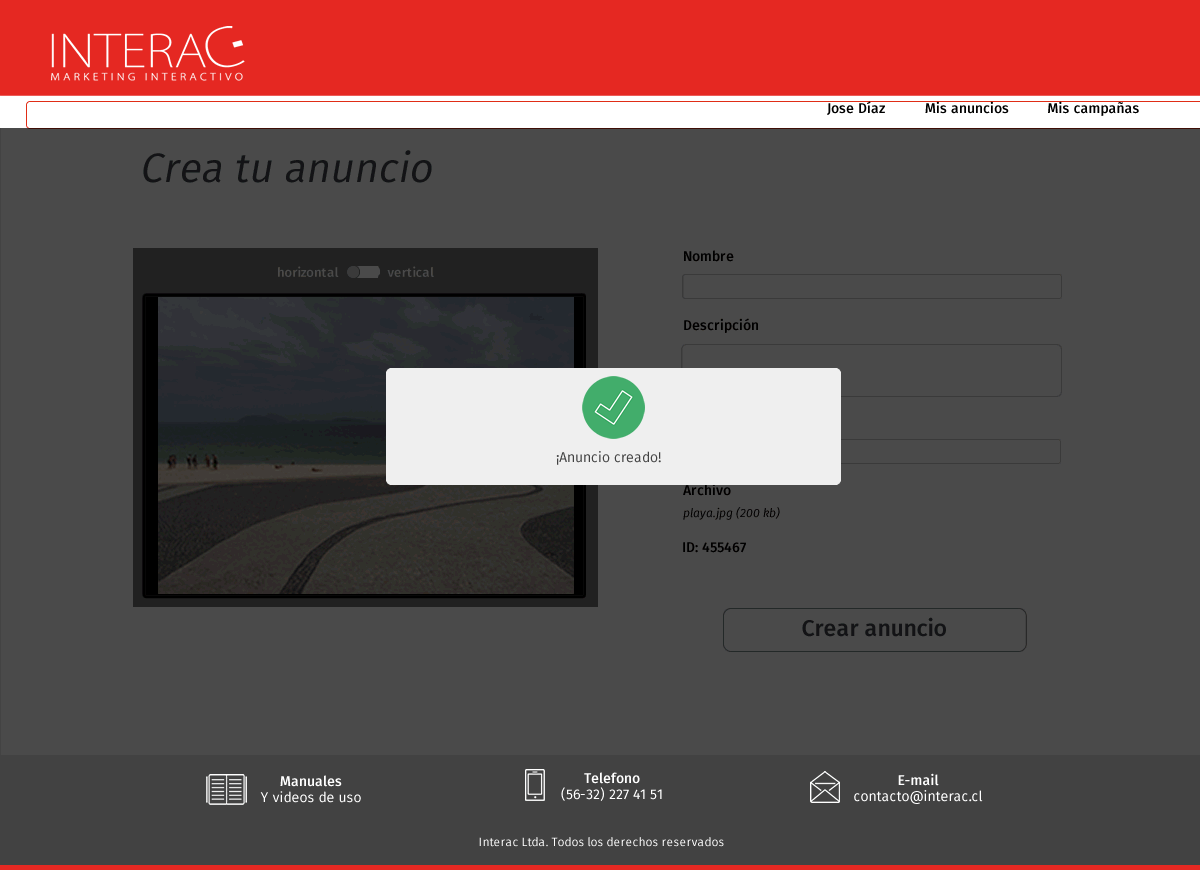 INTERAC
MARKETING INTERACTIVO
Jose Díaz Mis anuncios Mis campañas
Crea tu anuncio
horizontal vertical
Nombre
Descripción
¡Anuncio creado!
Archivo
playa.jpg (200 kb)
ID: 455467
Crear anuncio
Manuales
Y videos de uso
Telefono
(56-32) 227 41 51
E-mail
contacto@interac.cl
Interac Ltda. Todos los derechos reservados